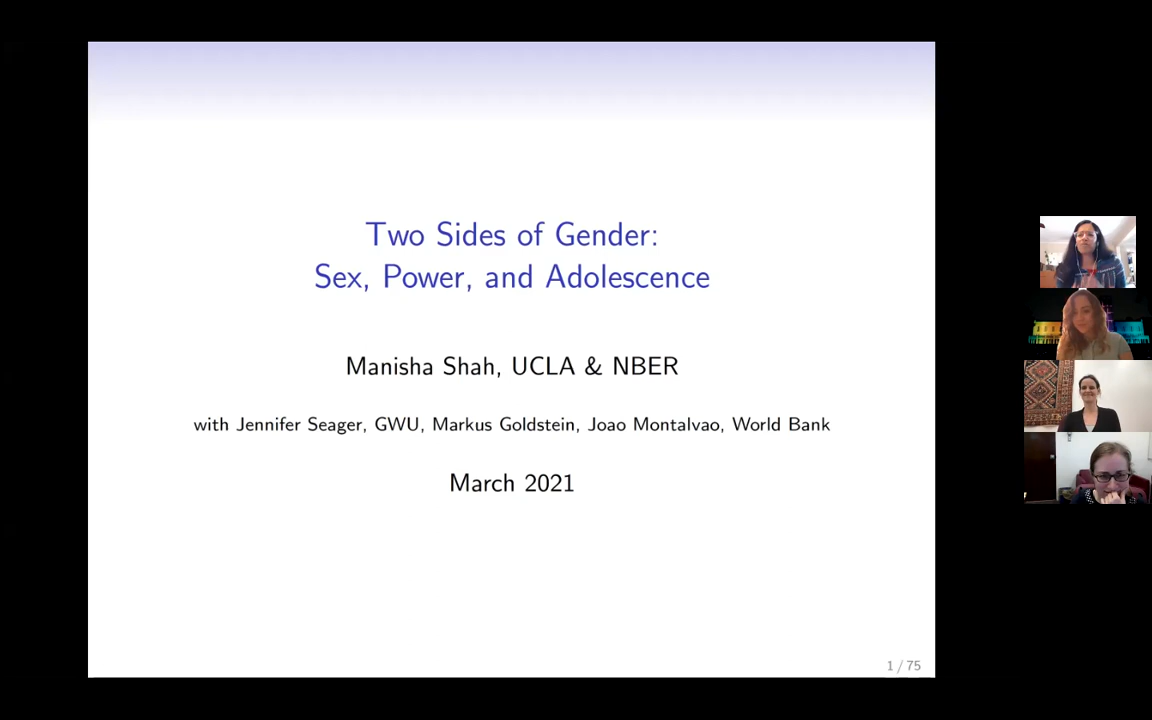 Two Sides of Gender:
Sex, Power, and Adolescence
Manisha Shah, UCLA & NBER
with Jennifer Seager, GWU, Markus Goldstein, Joao Montalvao, World Bank
March 2021
1 / 75